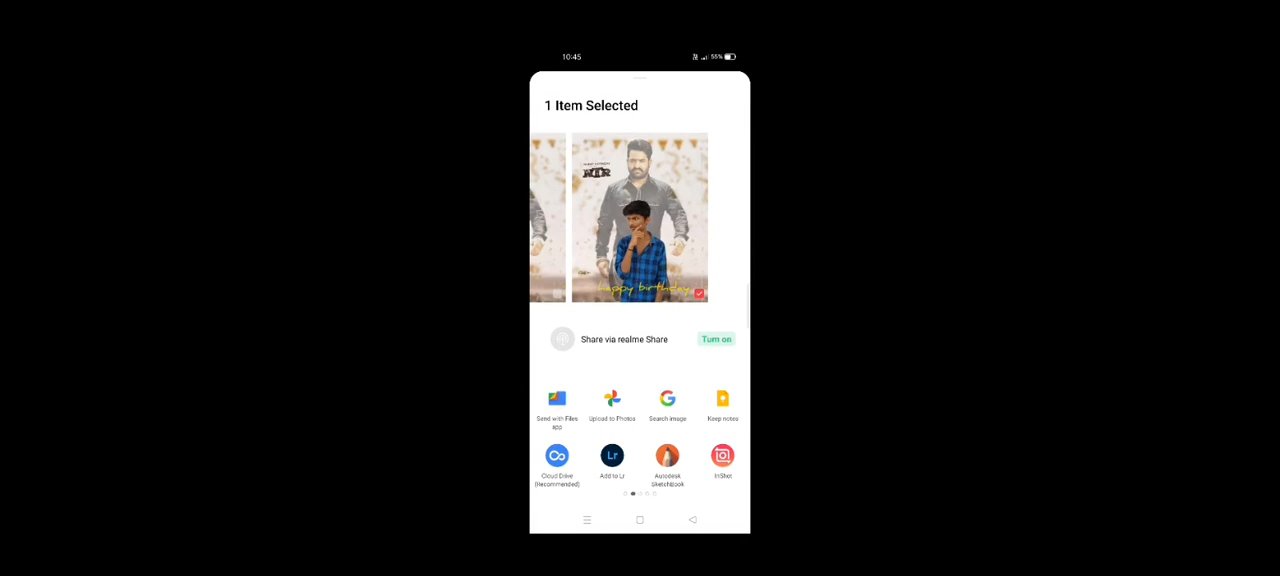 10:45
55%
1 Item Selected
NTR
happy birthday
Share via realme Share
Turn on
Send with Files
app
Upload to Photos
Search image
Keep notes
Cloud Drive
(Recommended)
Lr
Add to Lr
Autodesk
Sketchbook
InShot